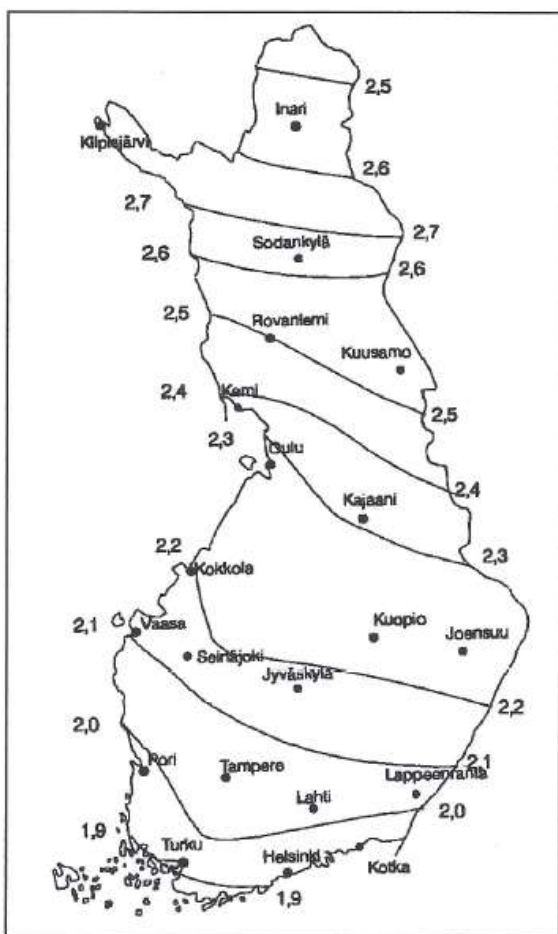 2,5
Inari
Kilpisjärvi
2,6
2,7
2,7
Sodankylä
2,6
2,6
2,5
Rovaniemi
Kuusamo
2,4
Kemi
2,5
2,3
Oulu
2,4
Kajaani
2,2
2,3
Kokkola
2,1
Vaasa
Kuopio
Joensuu
Seinäjoki
Jyväskylä
2,2
2,0
2,1
Pori
Tampere
Lappeenranta
Lahti
2,0
1,9
Turku
Helsinki
Kotka
1,9